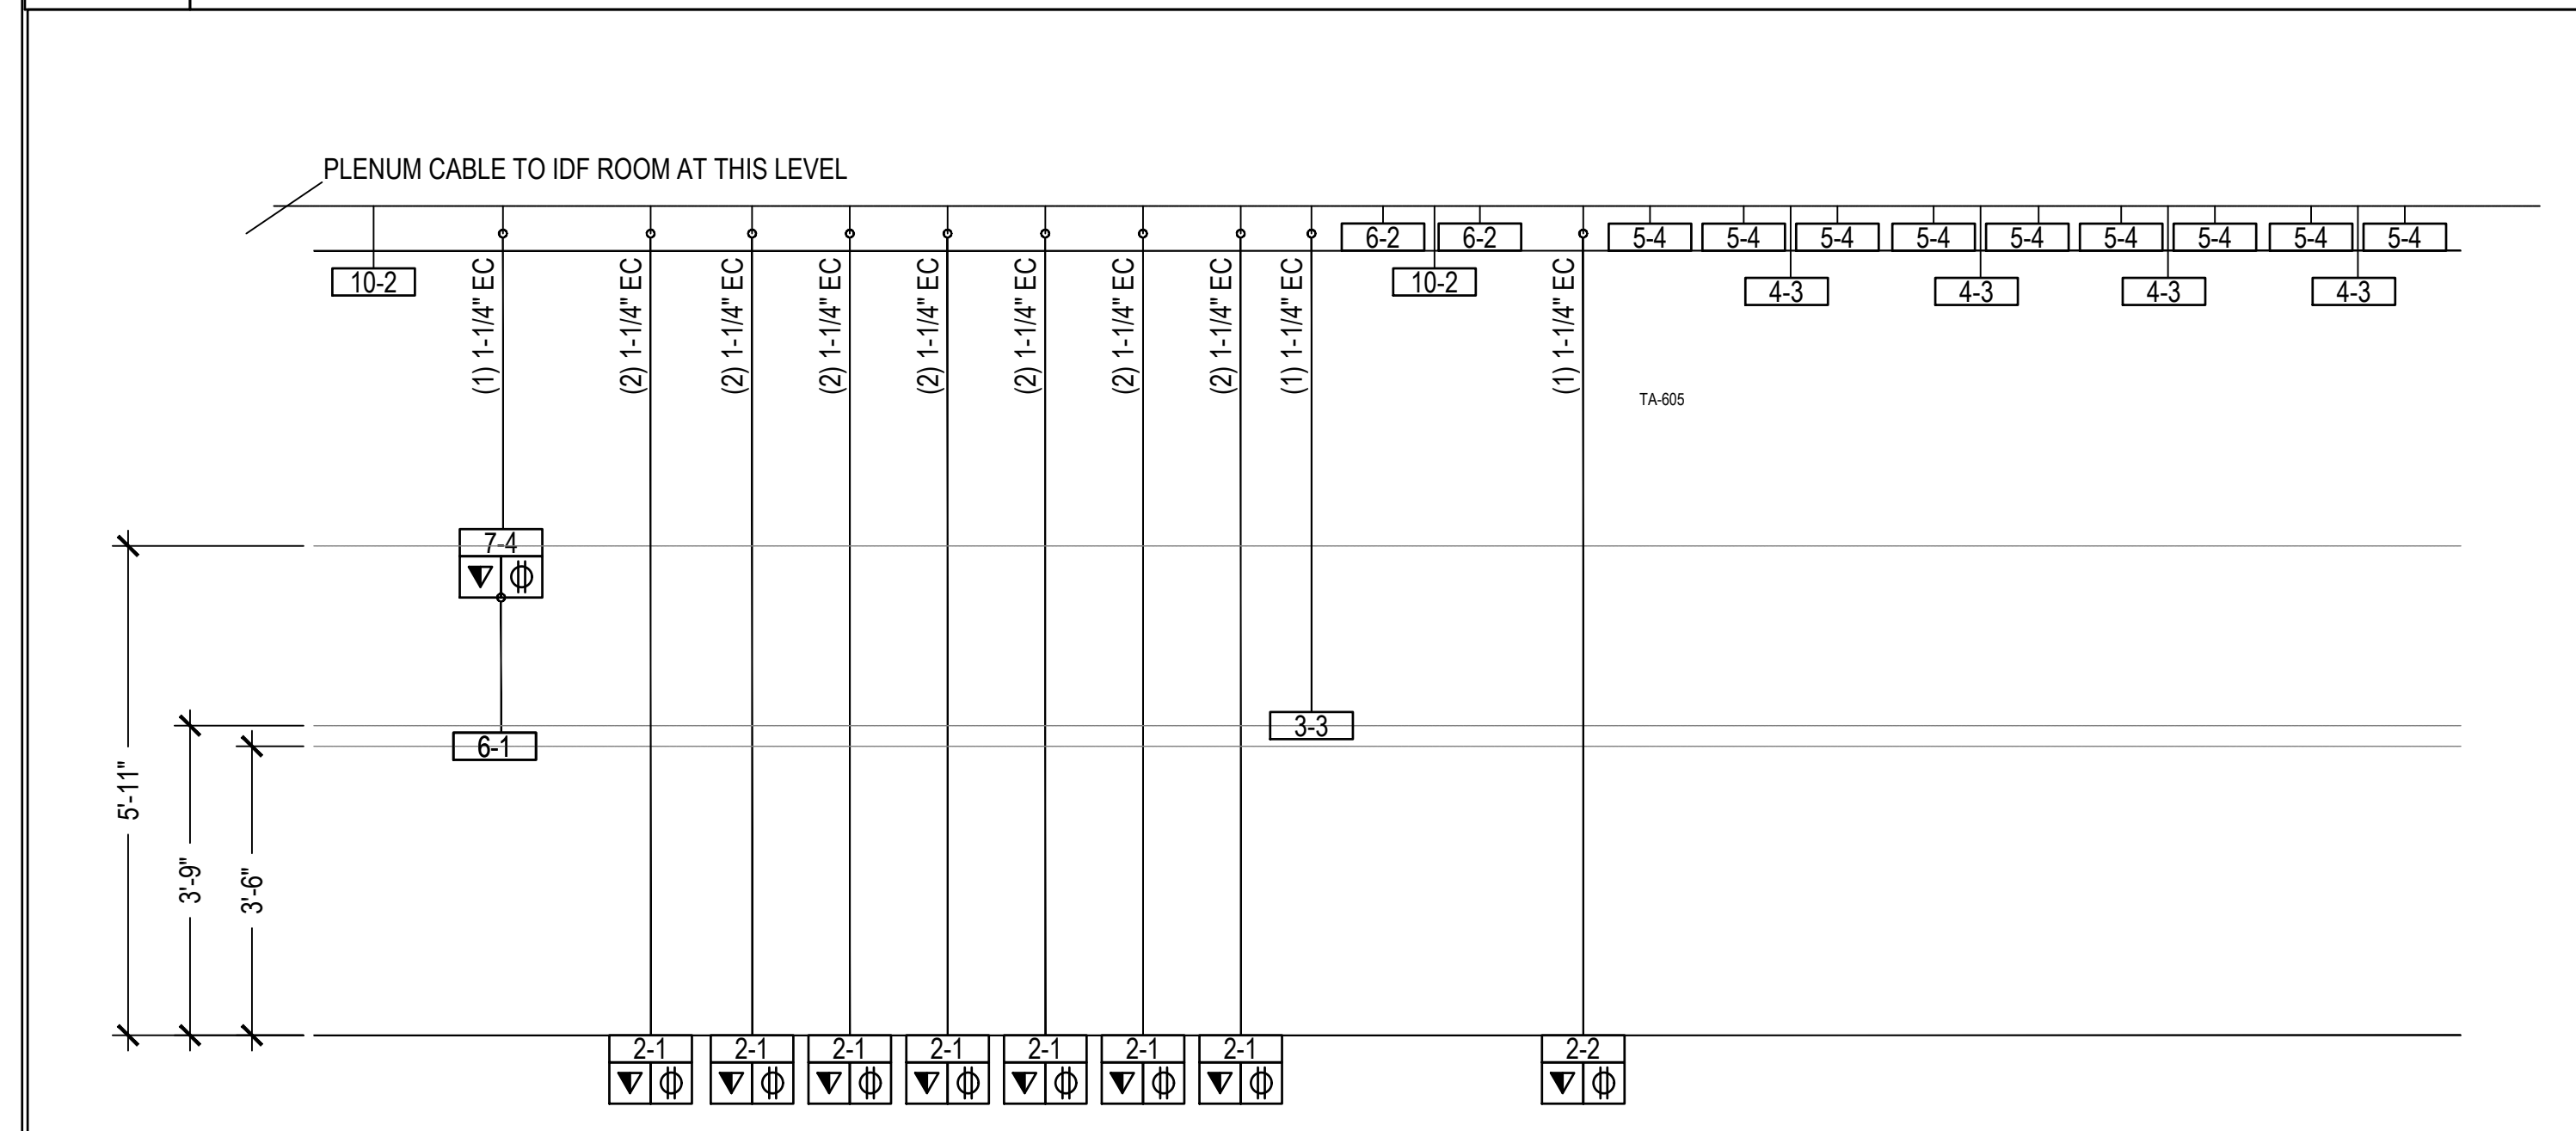 PLENUM CABLE TO IDF ROOM AT THIS LEVEL
6-2 6-2 5-4 5-4 5-4 5-4 5-4 5-4 5-4 5-4 5-4
10-2 10-2 4-3 4-3 4-3 4-3
(1) 1-1/4" EC
(2) 1-1/4" EC
(2) 1-1/4" EC
(2) 1-1/4" EC
(2) 1-1/4" EC
(2) 1-1/4" EC
(2) 1-1/4" EC
(2) 1-1/4" EC
(1) 1-1/4" EC
(1) 1-1/4" EC
TA-605
7-4
3-3
6-1
5'-11"
3'-9"
3'-6"
2-1 2-1 2-1 2-1 2-1 2-1 2-1 2-2